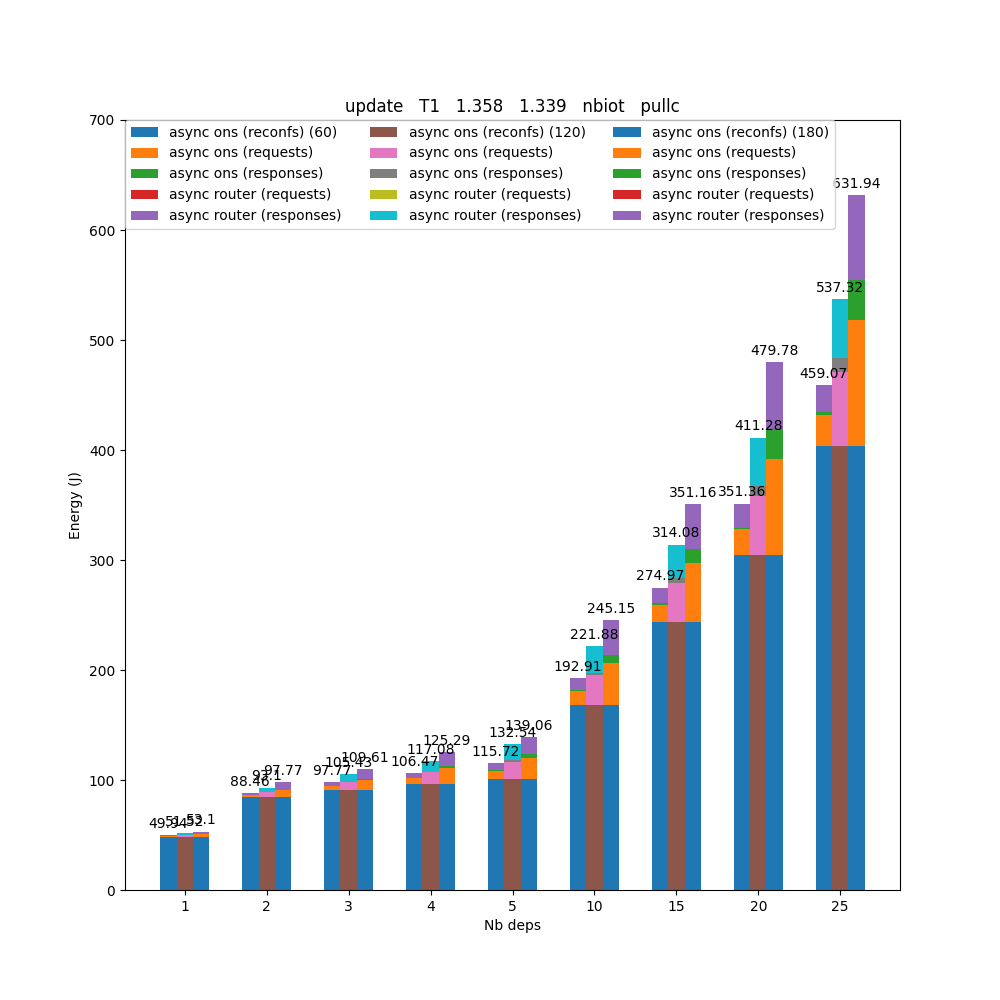 update T1 1.358 1.339 nbiot pullc
async ons (reconfs) (60)
async ons (requests)
async ons (responses)
async router (requests)
async router (responses)
async ons (reconfs) (120)
async ons (requests)
async ons (responses)
async router (requests)
async router (responses)
async ons (reconfs) (180)
async ons (requests)
async ons (responses)
async router (requests)
async router (responses)
Energy (J)
700
600
500
400
300
200
100
0
49.94
53.1
88.46
97.77
97.77
105.43
109.61
106.47
117.08
125.29
115.72
132.54
139.06
192.91
221.88
245.15
274.97
314.08
351.16
351.36
411.28
479.78
459.07
537.32
631.94
1 2 3 4 5 10 15 20 25
Nb deps